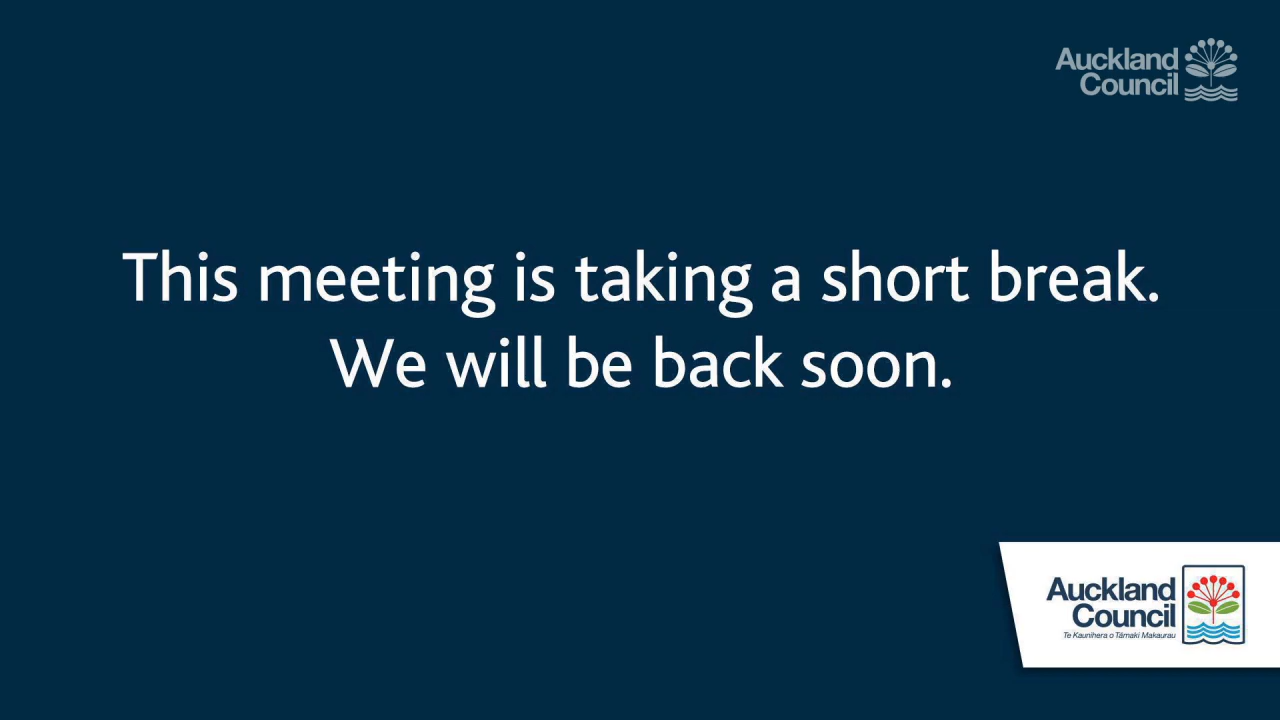 Auckland
Council
This meeting is taking a short break.
We will be back soon.
Auckland
Council
Te Kaunihera o Tāmaki Makaurau